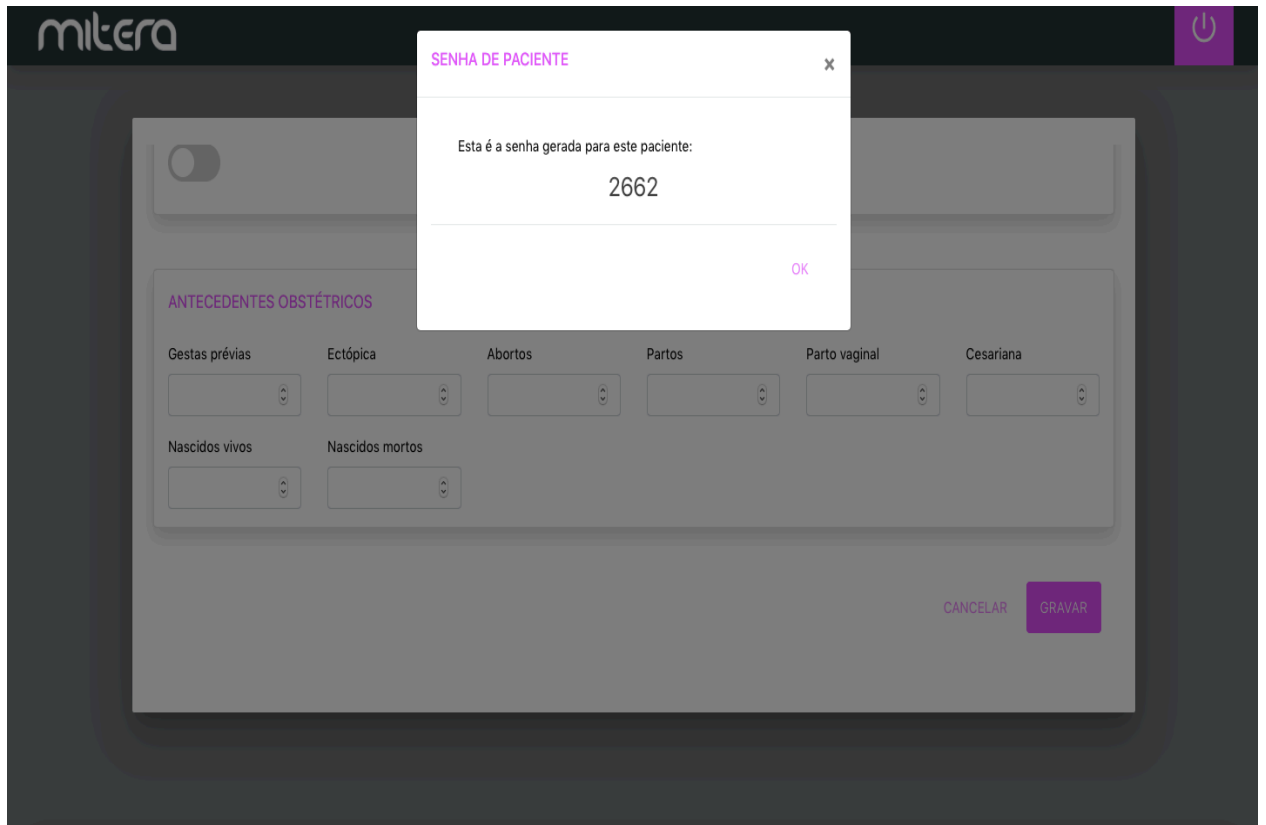 mitera
SENHA DE PACIENTE
×
Esta é a senha gerada para este paciente:
2662
OK
ANTECEDENTES OBSTÉTRICOS
Gestas prévias Ectópica Abortos Partos Parto vaginal Cesariana
Nascidos vivos Nascidos mortos
CANCELAR GRAVAR